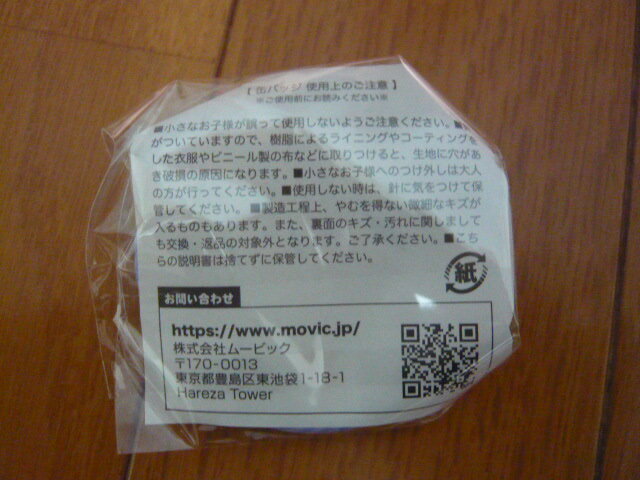 【 缶バッジ 使用上のご注意 】
※ご使用前にお読みください※
■小さなお子様が誤って使用しないようご注意ください。■
がついていますので、樹脂によるライニングやコーティングを
した衣服やビニール製の布などに取りつけると、生地に穴があ
き破損の原因になります。■小さなお子様へのつけ外しは大人
の方が行ってください。■使用しない時は、針に気をつけて保
管してください。■製造工程上、やむを得ない微細なキズが
入るものもあります。また、裏面のキズ・汚れに関しまして
も交換・返品の対象外となります。ご了承ください。■こち
らの説明書は捨てずに保管してください。
紙
お問い合わせ
https://www.movic.jp/
株式会社ムービック
〒170-0013
東京都豊島区東池袋1-18-1
Hareza Tower